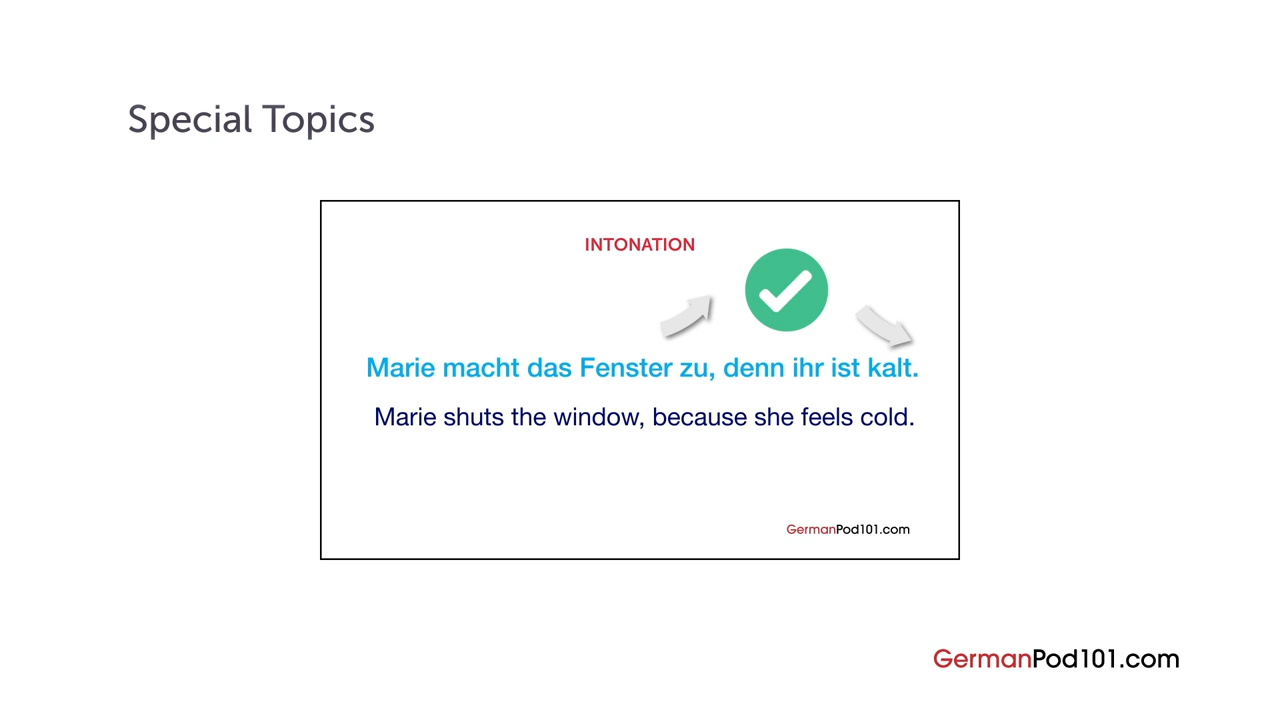 Special Topics
INTONATION
Marie macht das Fenster zu, denn ihr ist kalt.
Marie shuts the window, because she feels cold.
GermanPod101.com
GermanPod101.com